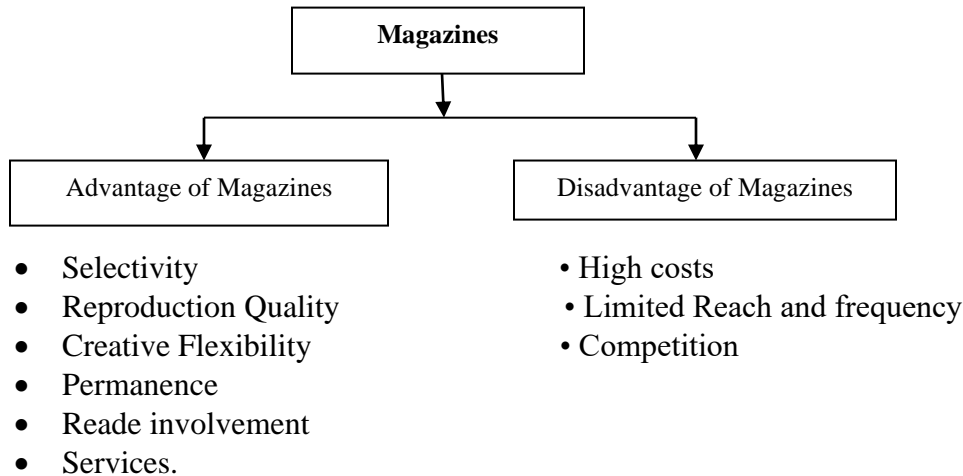 Magazines
Advantage of Magazines
Disadvantage of Magazines
• Selectivity
• Reproduction Quality
• Creative Flexibility
• Permanence
• Reade involvement
• Services.
• High costs
• Limited Reach and frequency
• Competition